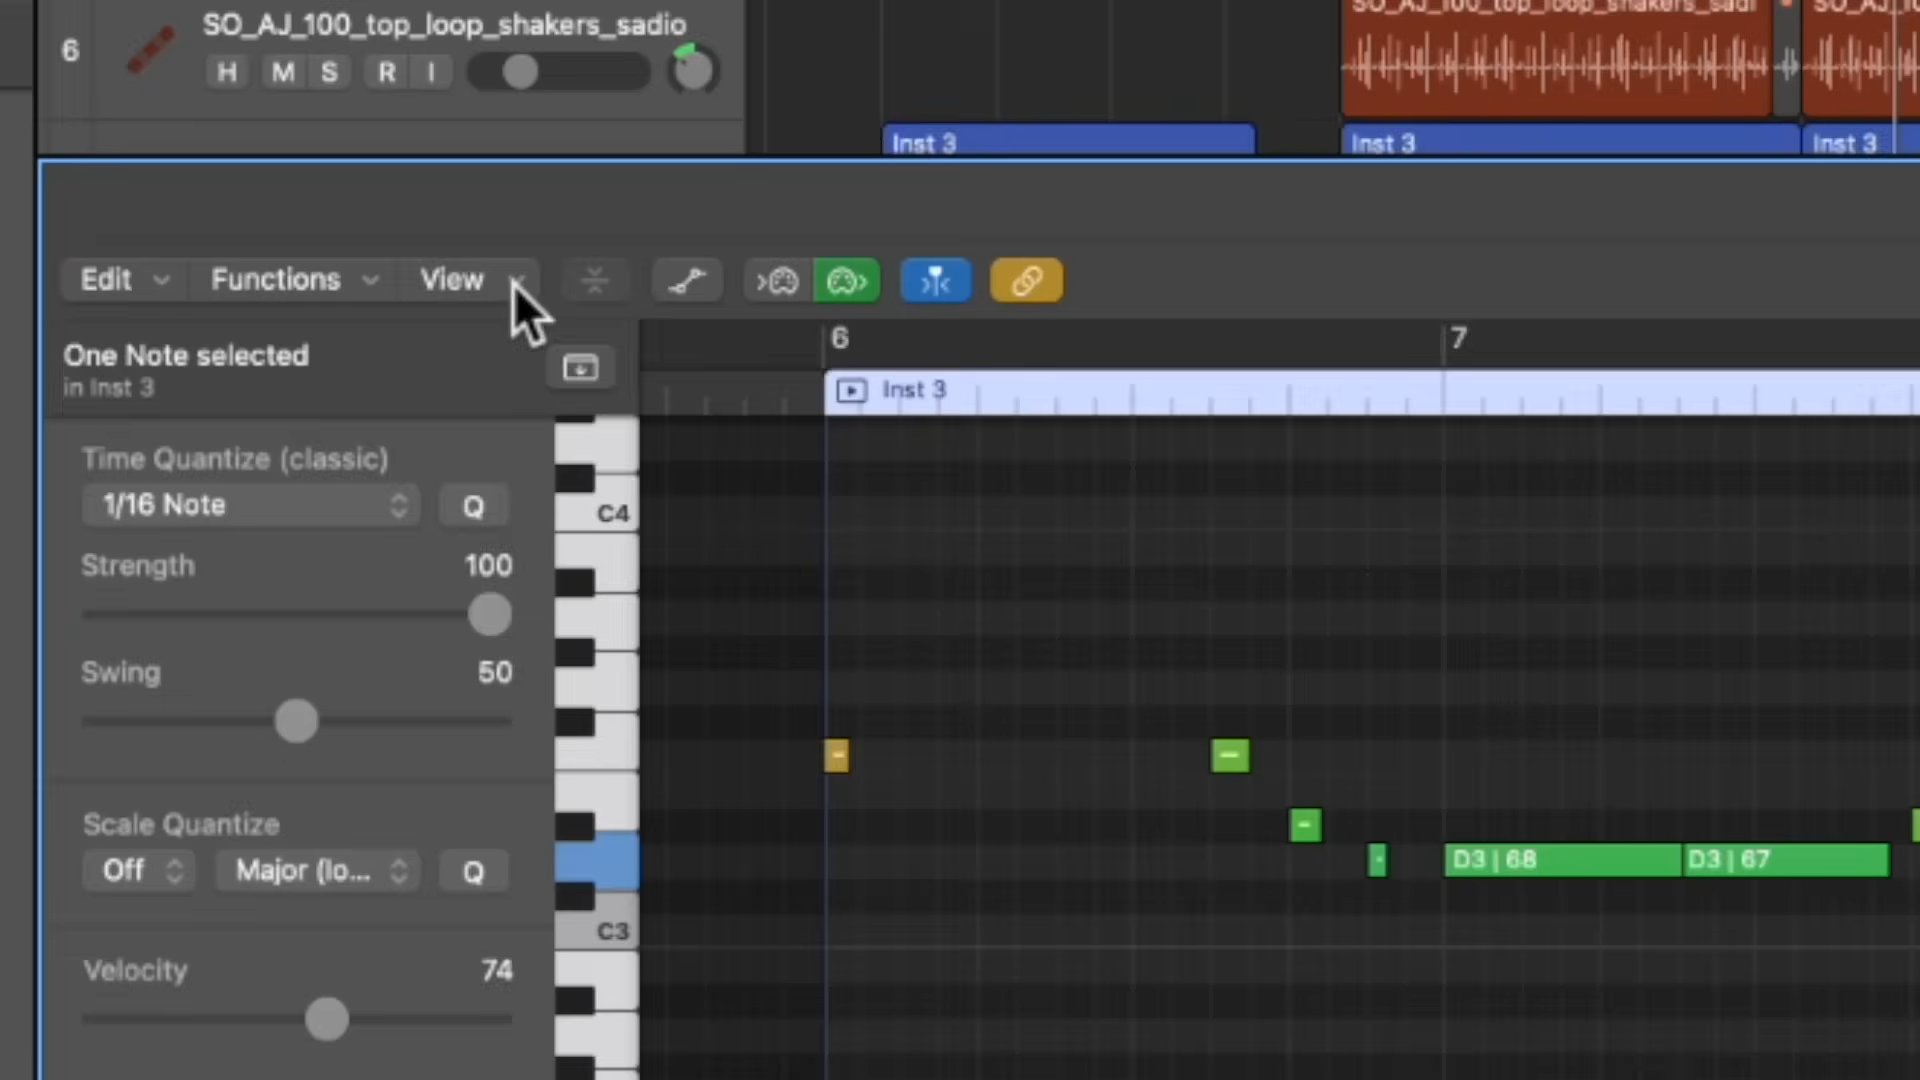 SO_AJ_100_top_loop_shakers_sadi
6
SO_AJ_100_top_loop_shakers_sadio
H M S R I
Inst 3
Inst 3
Inst 3
Edit
Functions
View
One Note selected
in Inst 3
6
7
Inst 3
Time Quantize (classic)
1/16 Note
Q
C4
Strength
100
Swing
50
Scale Quantize
Off
Major (lo...
Q
D3 | 68
D3 | 67
C3
Velocity
74